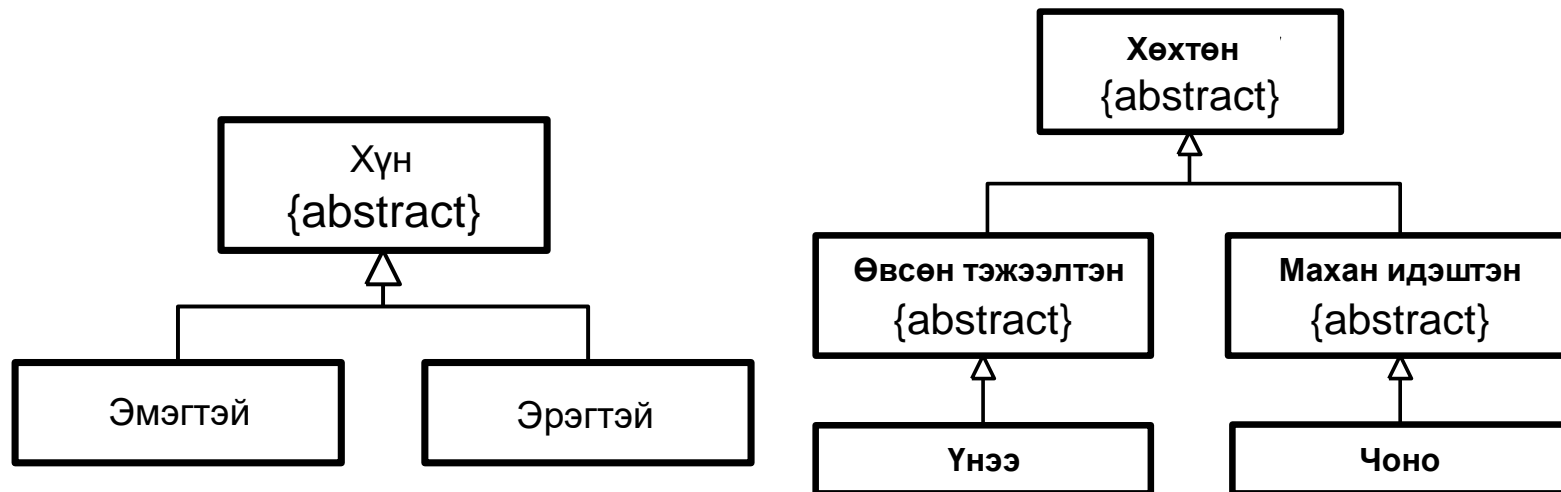 Хүн
{abstract}
Эмэгтэй
Эрэгтэй
Хөхтөн
{abstract}
Өвсөн тэжээлтэн
{abstract}
Махан идэштэн
{abstract}
Үнээ
Чоно